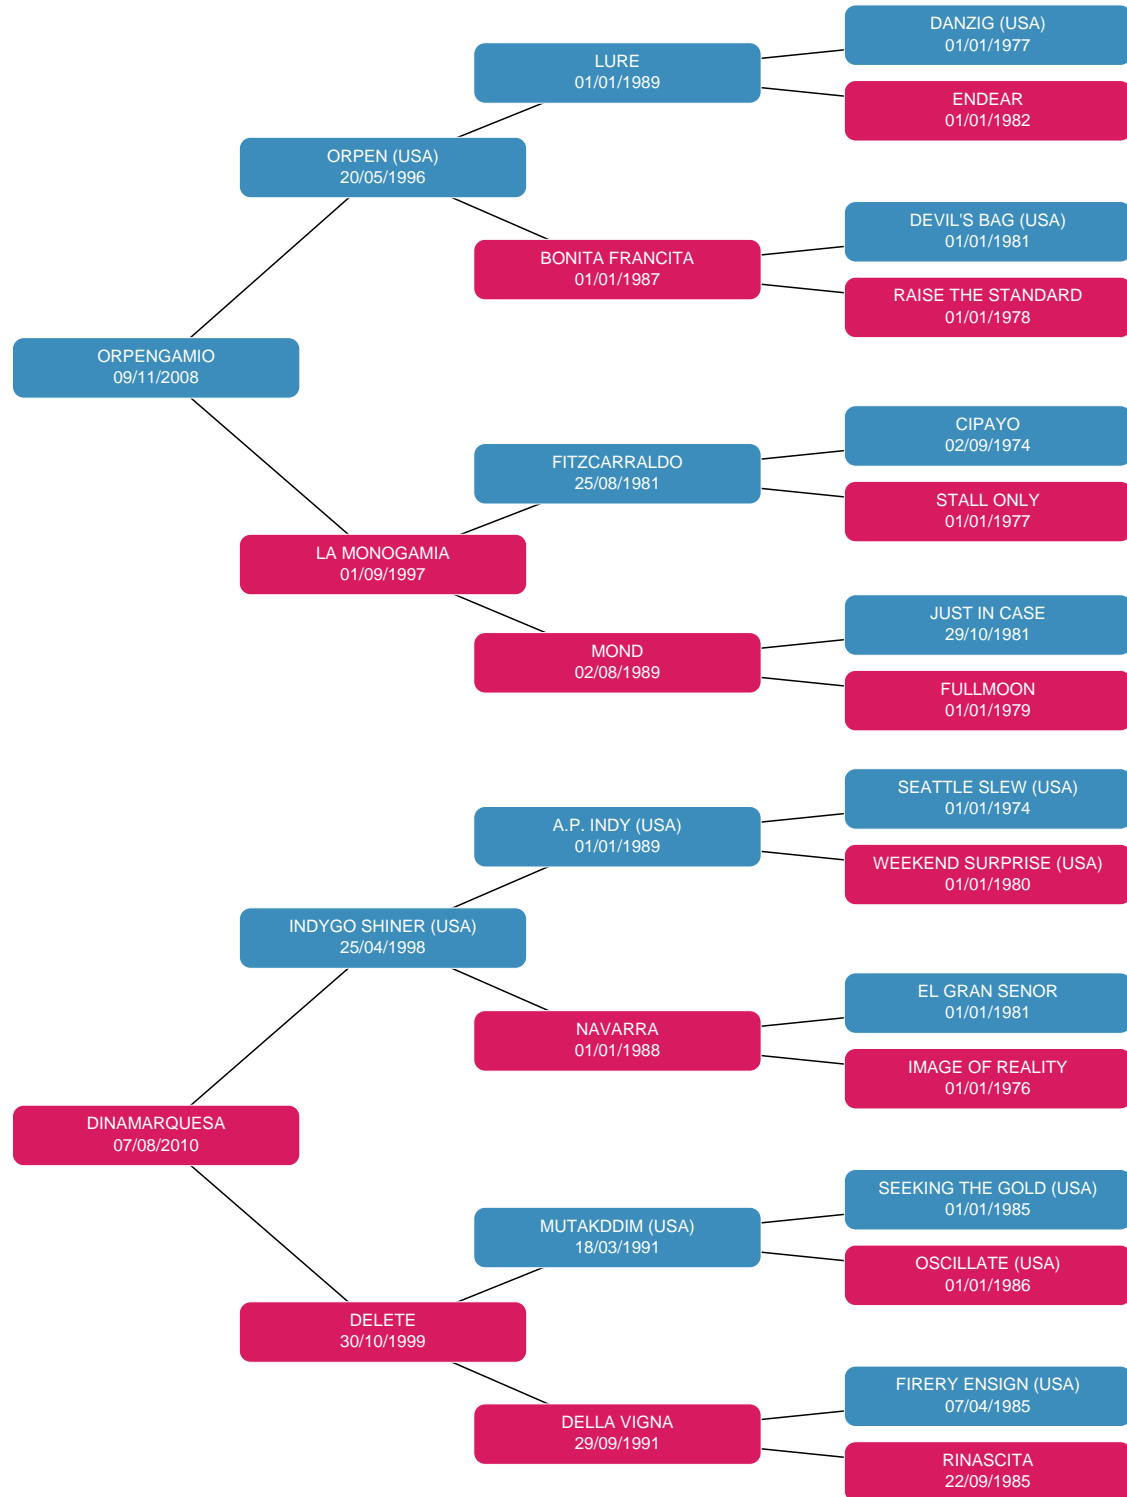 DANZIG (USA)
01/01/1977
LURE
01/01/1989
ENDEAR
01/01/1982
ORPEN (USA)
20/05/1996
DEVIL'S BAG (USA)
01/01/1981
BONITA FRANCITA
01/01/1987
RAISE THE STANDARD
01/01/1978
ORPENGAMIO
09/11/2008
CIPAYO
02/09/1974
FITZCARRALDO
25/08/1981
STALL ONLY
01/01/1977
LA MONOGAMIA
01/09/1997
JUST IN CASE
29/10/1981
MOND
02/08/1989
FULLMOON
01/01/1979
SEATTLE SLEW (USA)
01/01/1974
A.P. INDY (USA)
01/01/1989
WEEKEND SURPRISE (USA)
01/01/1980
INDYGO SHINER (USA)
25/04/1998
EL GRAN SENOR
01/01/1981
NAVARRA
01/01/1988
IMAGE OF REALITY
01/01/1976
DINAMARQUESA
07/08/2010
SEEKING THE GOLD (USA)
01/01/1985
MUTAKDDIM (USA)
18/03/1991
OSCILLATE (USA)
01/01/1986
DELETE
30/10/1999
FIRERY ENSIGN (USA)
07/04/1985
DELLA VIGNA
29/09/1991
RINASCITA
22/09/1985